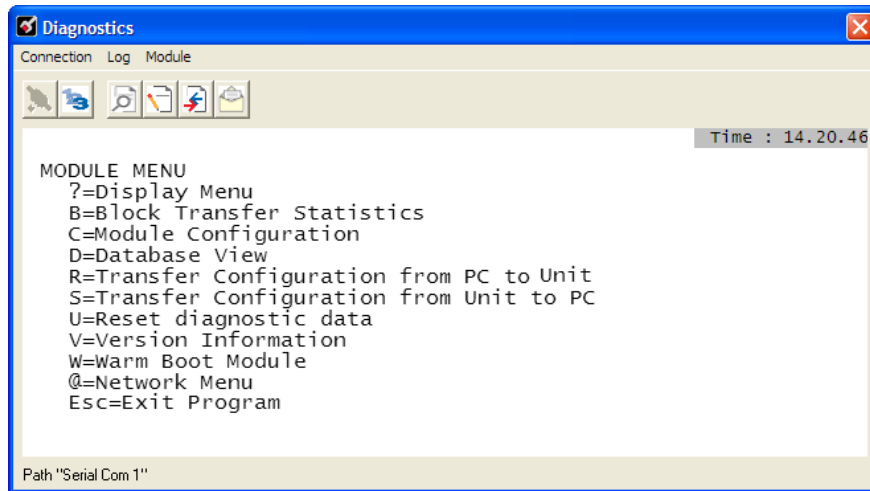 Diagnostics
Connection Log Module
Time : 14.20.46
MODULE MENU
?=Display Menu
B=Block Transfer Statistics
C=Module Configuration
D=Database View
R=Transfer Configuration from PC to Unit
S=Transfer Configuration from Unit to PC
U=Reset diagnostic data
V=Version Information
W=Warm Boot Module
@=Network Menu
Esc=Exit Program
Path "Serial Com 1"